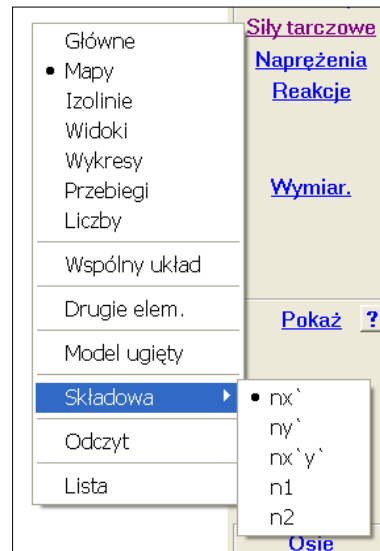 Główne
• Mapy
Izolinie
Widoki
Wykresy
Przebiegi
Liczby
Wspólny układ
Drugie elem.
Model ugięty
Składowa
Odczyt
Lista
Siły tarczowe
Naprężenia
Reakcje
Wymiar.
Pokaż ?
• nx`
ny`
nx`y`
n1
n2
Osie